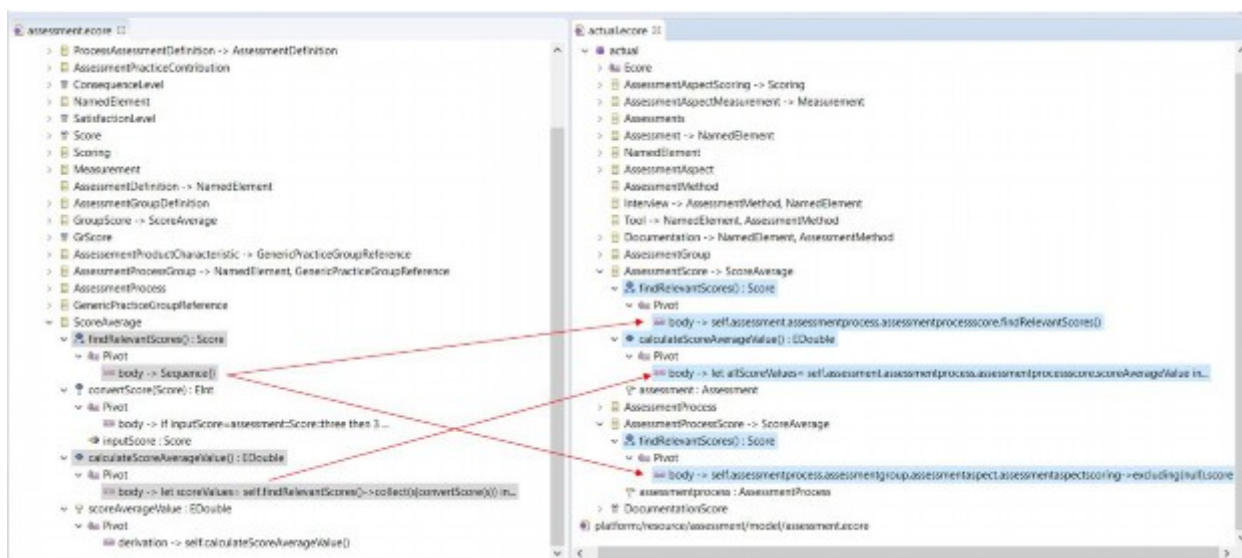 assessment.ecore
ProcessAssessmentDefinition -> AssessmentDefinition
AssessmentPracticeContribution
ConsequenceLevel
NamedElement
SatisfactionLevel
Score
Scoring
Measurement
AssessmentDefinition -> NamedElement
AssessmentGroupDefinition
GroupScore -> ScoreAverage
GrScore
AssessementProductCharacteristic -> GenericPracticeGroupReference
AssessmentProcessGroup -> NamedElement, GenericPracticeGroupReference
AssessmentProcess
GenericPracticeGroupReference
ScoreAverage
findRelevantScores() : Score
Pivot
body -> Sequence{}
convertScore(Score) : EInt
Pivot
body -> if inputScore=assessment::Score::three then 3 ...
inputScore : Score
calculateScoreAverageValue() : EDouble
Pivot
body -> let scoreValues= self.findRelevantScores()->collect(s|convertScore(s)) in...
scoreAverageValue : EDouble
Pivot
derivation -> self.calculateScoreAverageValue()
actual.ecore
actual
Ecore
AssessmentAspectScoring -> Scoring
AssessmentAspectMeasurement -> Measurement
Assessments
Assessment -> NamedElement
NamedElement
AssessmentAspect
AssessmentMethod
Interview -> AssessmentMethod, NamedElement
Tool -> NamedElement, AssessmentMethod
Documentation -> NamedElement, AssessmentMethod
AssessmentGroup
AssessmentScore -> ScoreAverage
findRelevantScores() : Score
Pivot
body -> self.assessment.assessmentprocess.assessmentprocessscore.findRelevantScores()
calculateScoreAverageValue() : EDouble
Pivot
body -> let allScoreValues= self.assessment.assessmentprocess.assessmentprocessscore.scoreAverageValue in...
assessment : Assessment
AssessmentProcess
AssessmentProcessScore -> ScoreAverage
findRelevantScores() : Score
Pivot
body -> self.assessmentprocess.assessmentgroup.assessmentaspect.assessmentaspectscoring->excluding(null).score
assessmentprocess : AssessmentProcess
DocumentationScore
platform:/resource/assessment/model/assessment.ecore